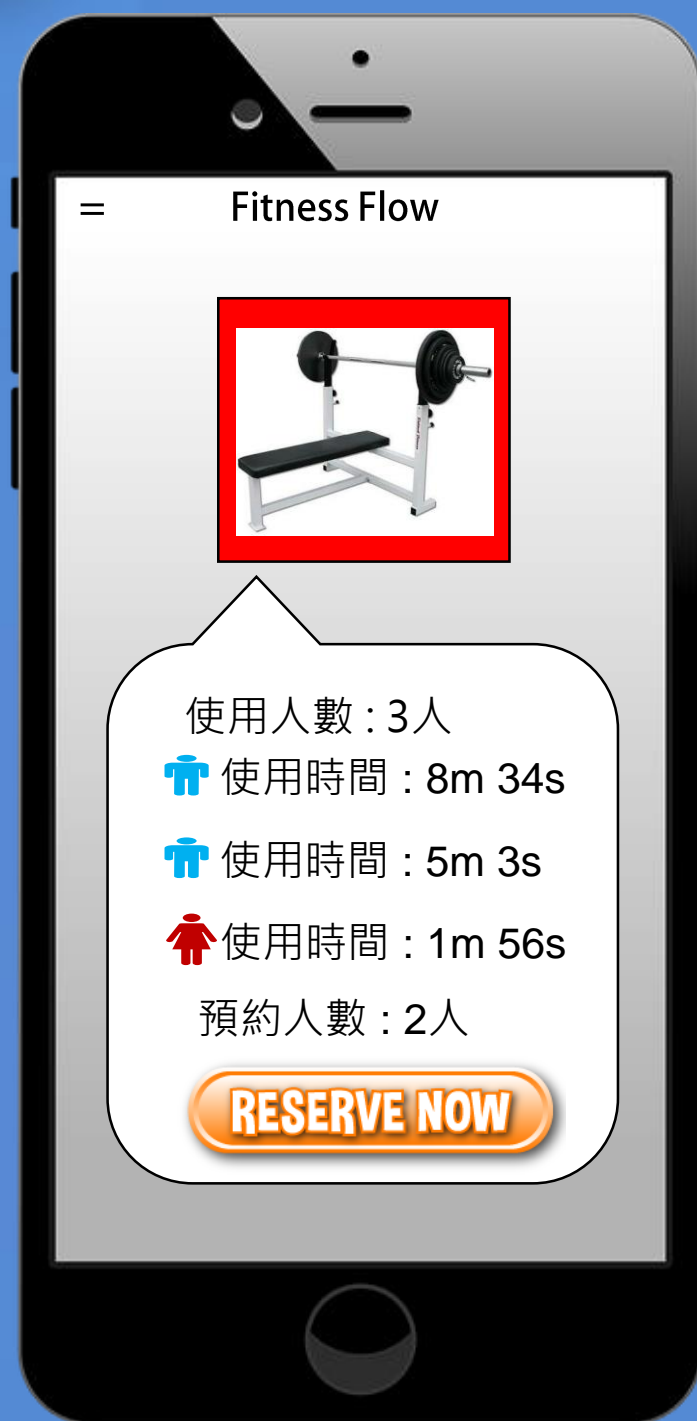 =
Fitness Flow
使用人數 : 3人
使用時間 : 8m 34s
使用時間 : 5m 3s
使用時間 : 1m 56s
預約人數 : 2人
RESERVE NOW